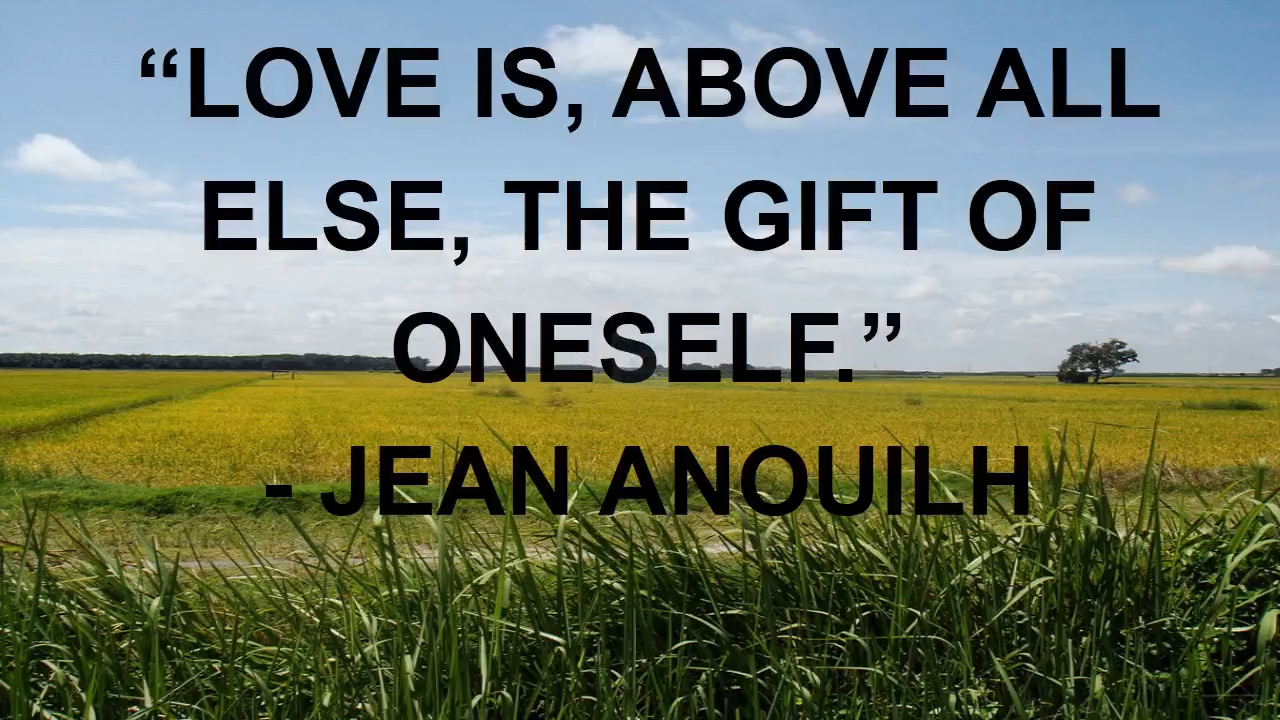 “LOVE IS, ABOVE ALL
ELSE, THE GIFT OF
ONESELF.”
- JEAN ANOUILH